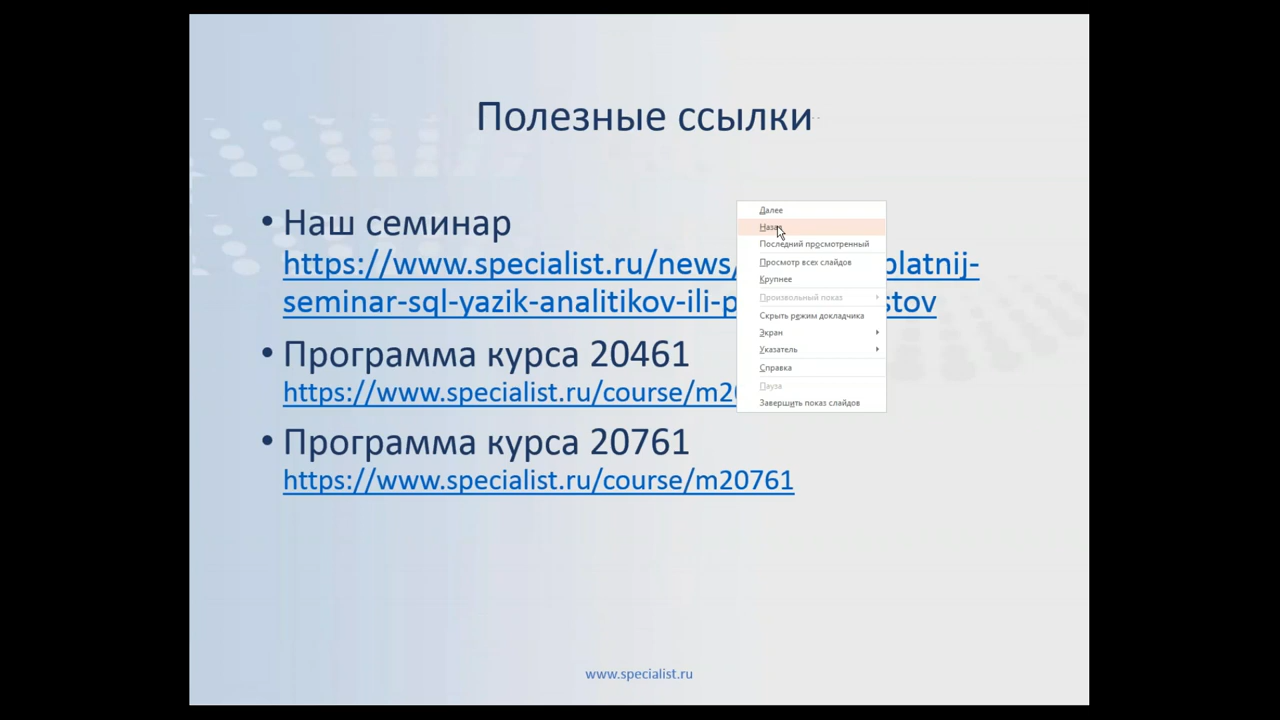 Полезные ссылки
• Наш семинар
https://www.specialist.ru/news/ platnij-
seminar-sql-yazik-analitikov-ili-p stov
• Программа курса 20461
https://www.specialist.ru/course/m20
• Программа курса 20761
https://www.specialist.ru/course/m20761
Далее
Назад
Последний просмотренный
Просмотр всех слайдов
Крупнее
Произвольный показ
Скрыть режим докладчика
Экран
Указатель
Справка
Пауза
Завершить показ слайдов
www.specialist.ru